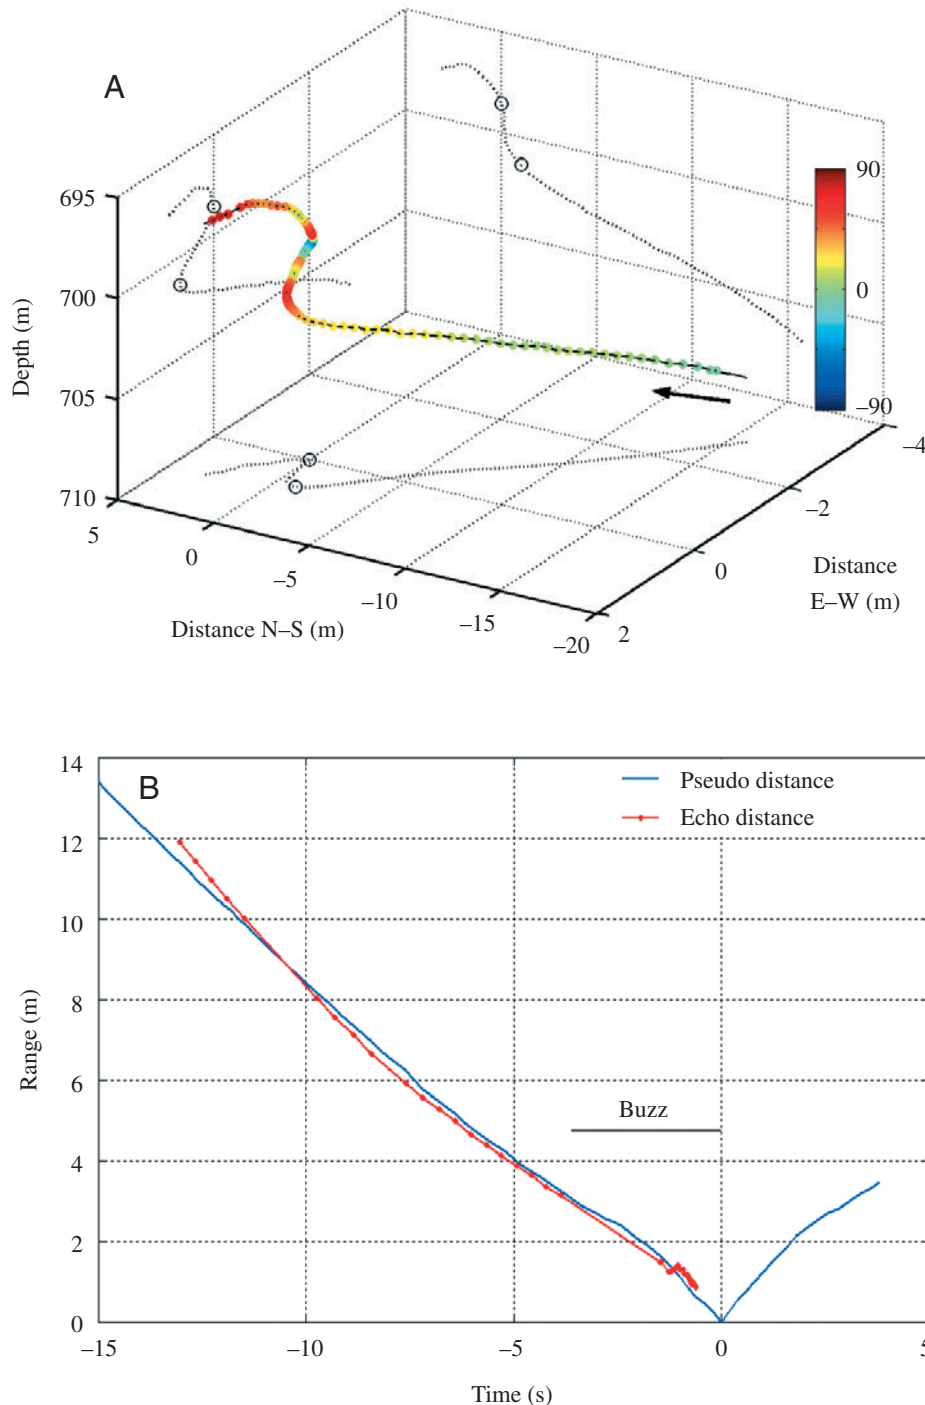 A
90
0
–90
695
700
705
710
Depth (m)
5
0
–5
–10
–15
–20
Distance N–S (m)
2
0
–2
–4
Distance
E–W (m)
B
Pseudo distance
Echo distance
Buzz
14
12
10
8
6
4
2
0
Range (m)
–15
–10
–5
0
5
Time (s)